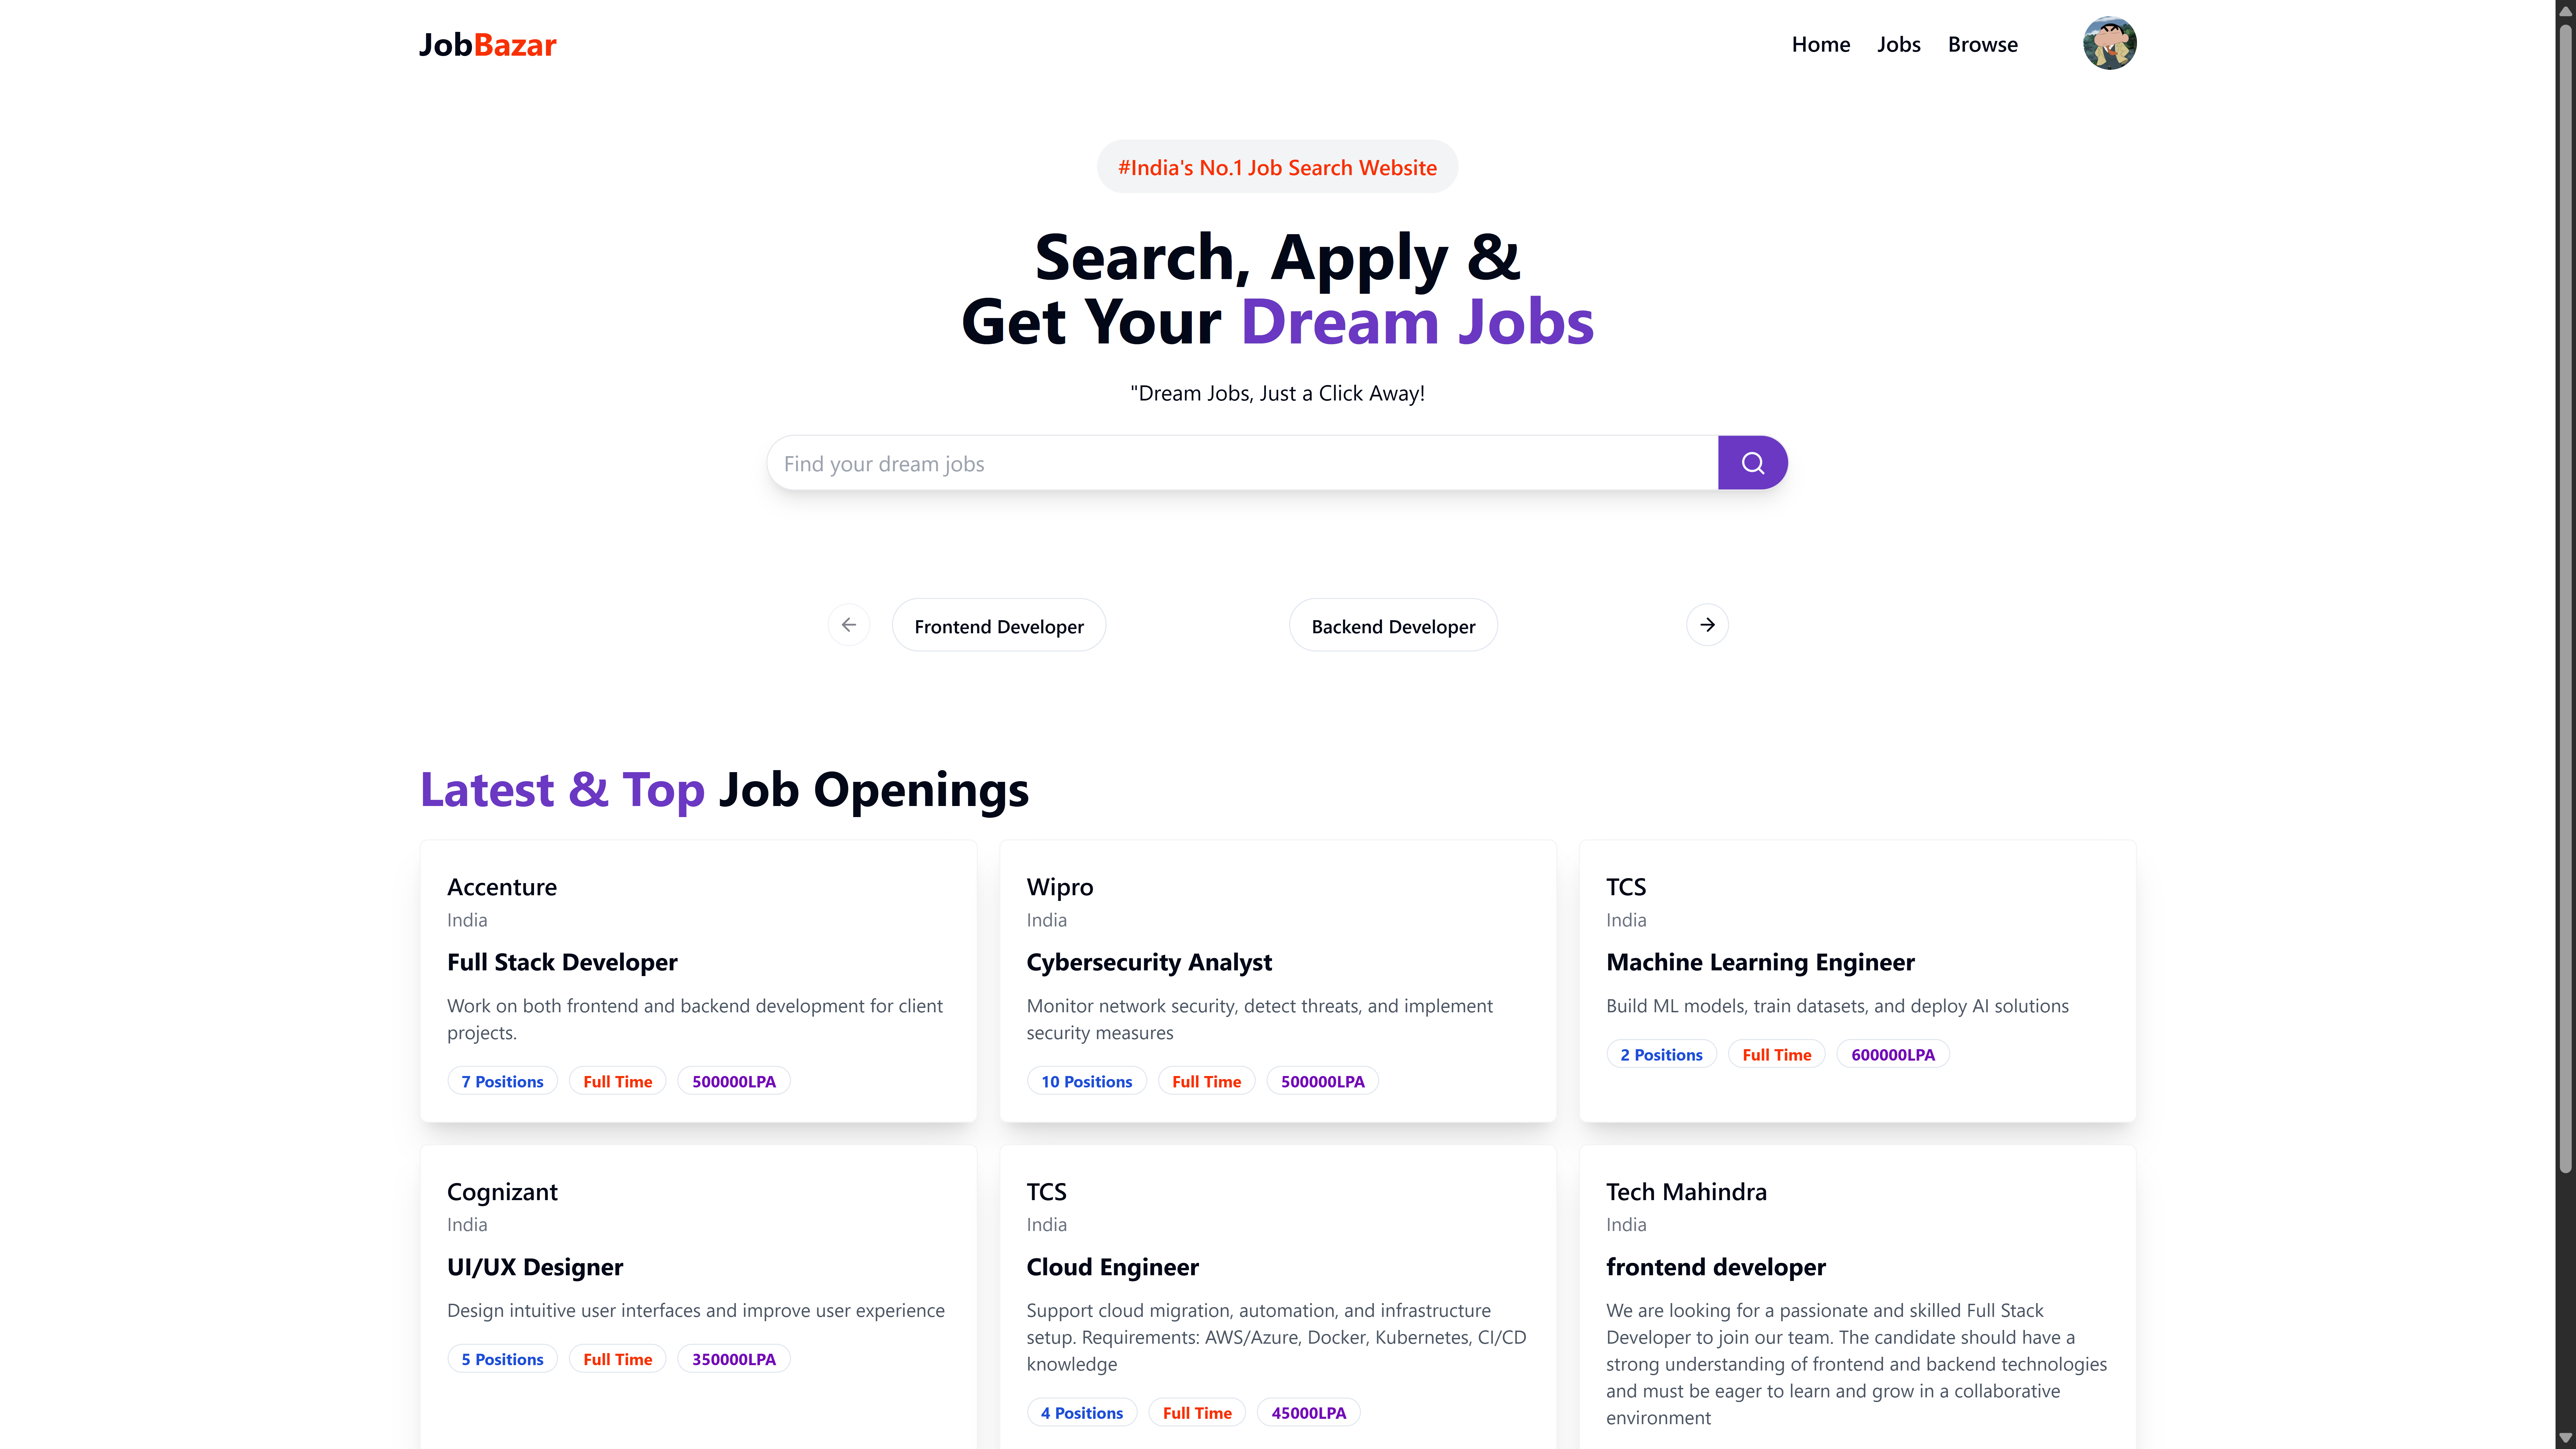 JobBazar
Home Jobs Browse
#India's No.1 Job Search Website
Search, Apply &
Get Your Dream Jobs
"Dream Jobs, Just a Click Away!
Find your dream jobs
Frontend Developer Backend Developer
Latest & Top Job Openings
Accenture
India
Full Stack Developer
Work on both frontend and backend development for client
projects.
7 Positions Full Time 500000LPA
Wipro
India
Cybersecurity Analyst
Monitor network security, detect threats, and implement
security measures
10 Positions Full Time 500000LPA
TCS
India
Machine Learning Engineer
Build ML models, train datasets, and deploy AI solutions
2 Positions Full Time 600000LPA
Cognizant
India
UI/UX Designer
Design intuitive user interfaces and improve user experience
5 Positions Full Time 350000LPA
TCS
India
Cloud Engineer
Support cloud migration, automation, and infrastructure
setup. Requirements: AWS/Azure, Docker, Kubernetes, CI/CD
knowledge
4 Positions Full Time 45000LPA
Tech Mahindra
India
frontend developer
We are looking for a passionate and skilled Full Stack
Developer to join our team. The candidate should have a
strong understanding of frontend and backend technologies
and must be eager to learn and grow in a collaborative
environment